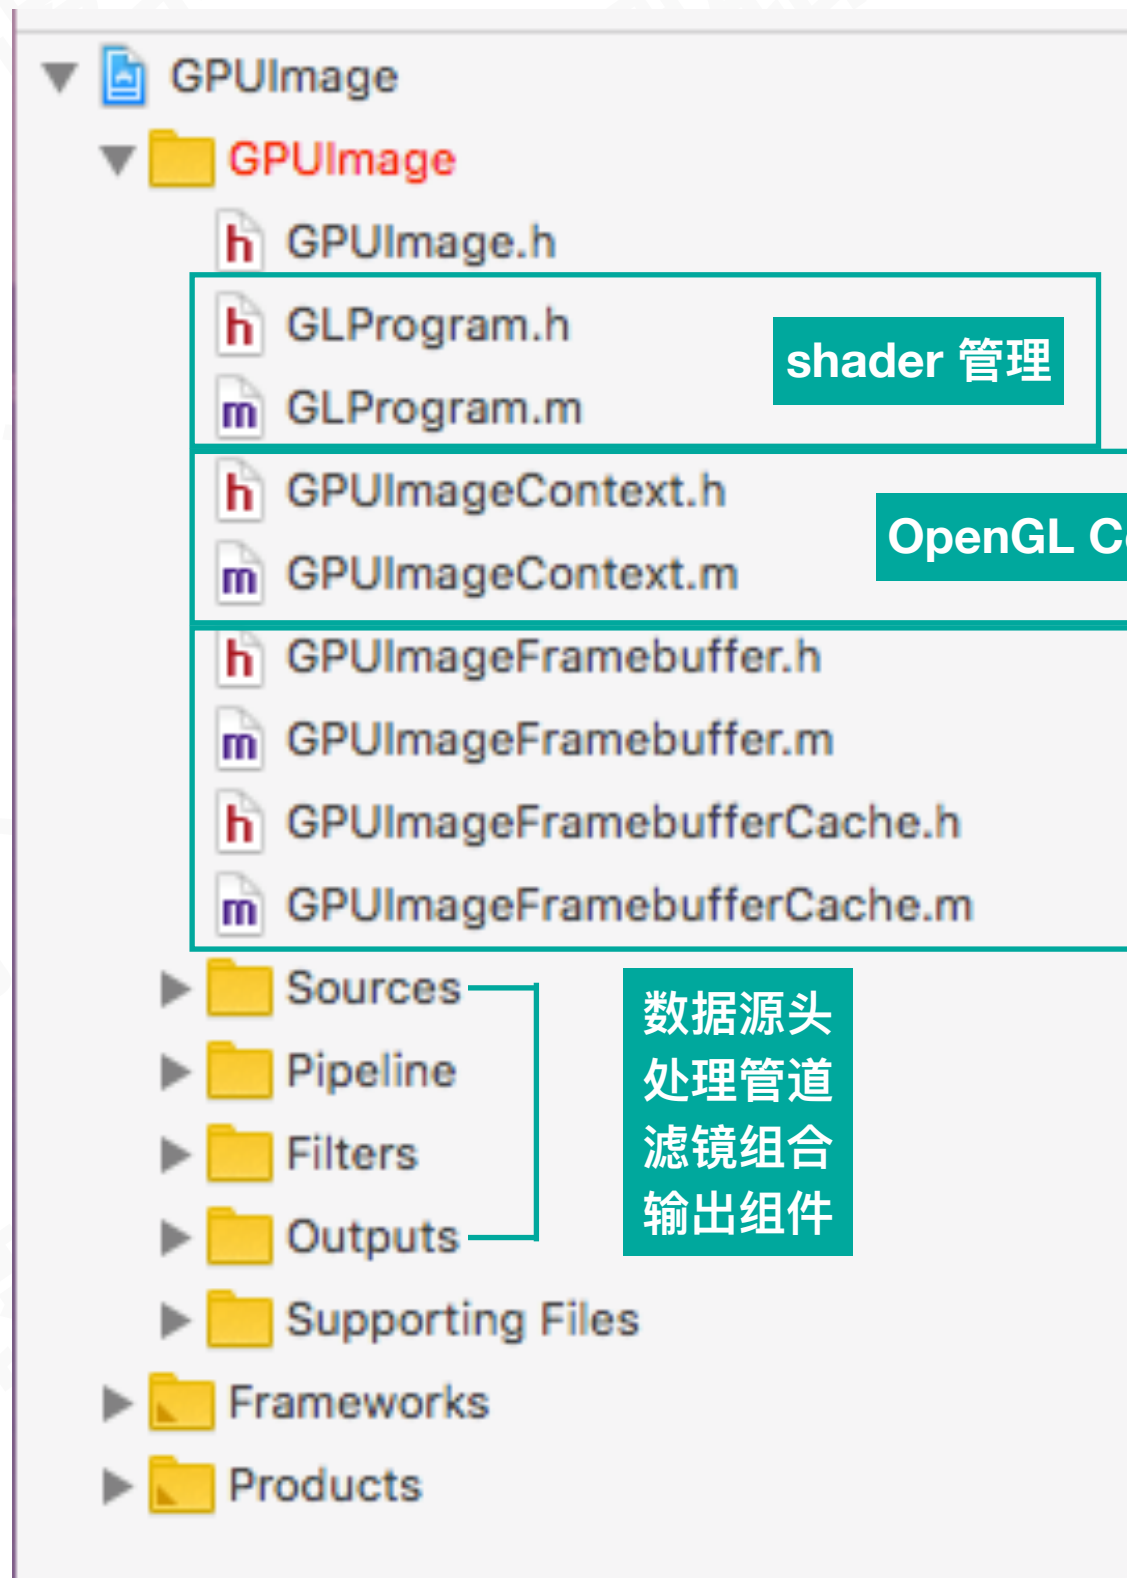 GPUImage
GPUImage
h GPUImage.h
h GLProgram.h
shader 管理
m GLProgram.m
h GPUImageContext.h
OpenGL
m GPUImageContext.m
h GPUImageFramebuffer.h
m GPUImageFramebuffer.m
h GPUImageFramebufferCache.h
m GPUImageFramebufferCache.m
Sources
Pipeline
Filters
Outputs
数据源头
处理管道
滤镜组合
输出组件
Supporting Files
Frameworks
Products